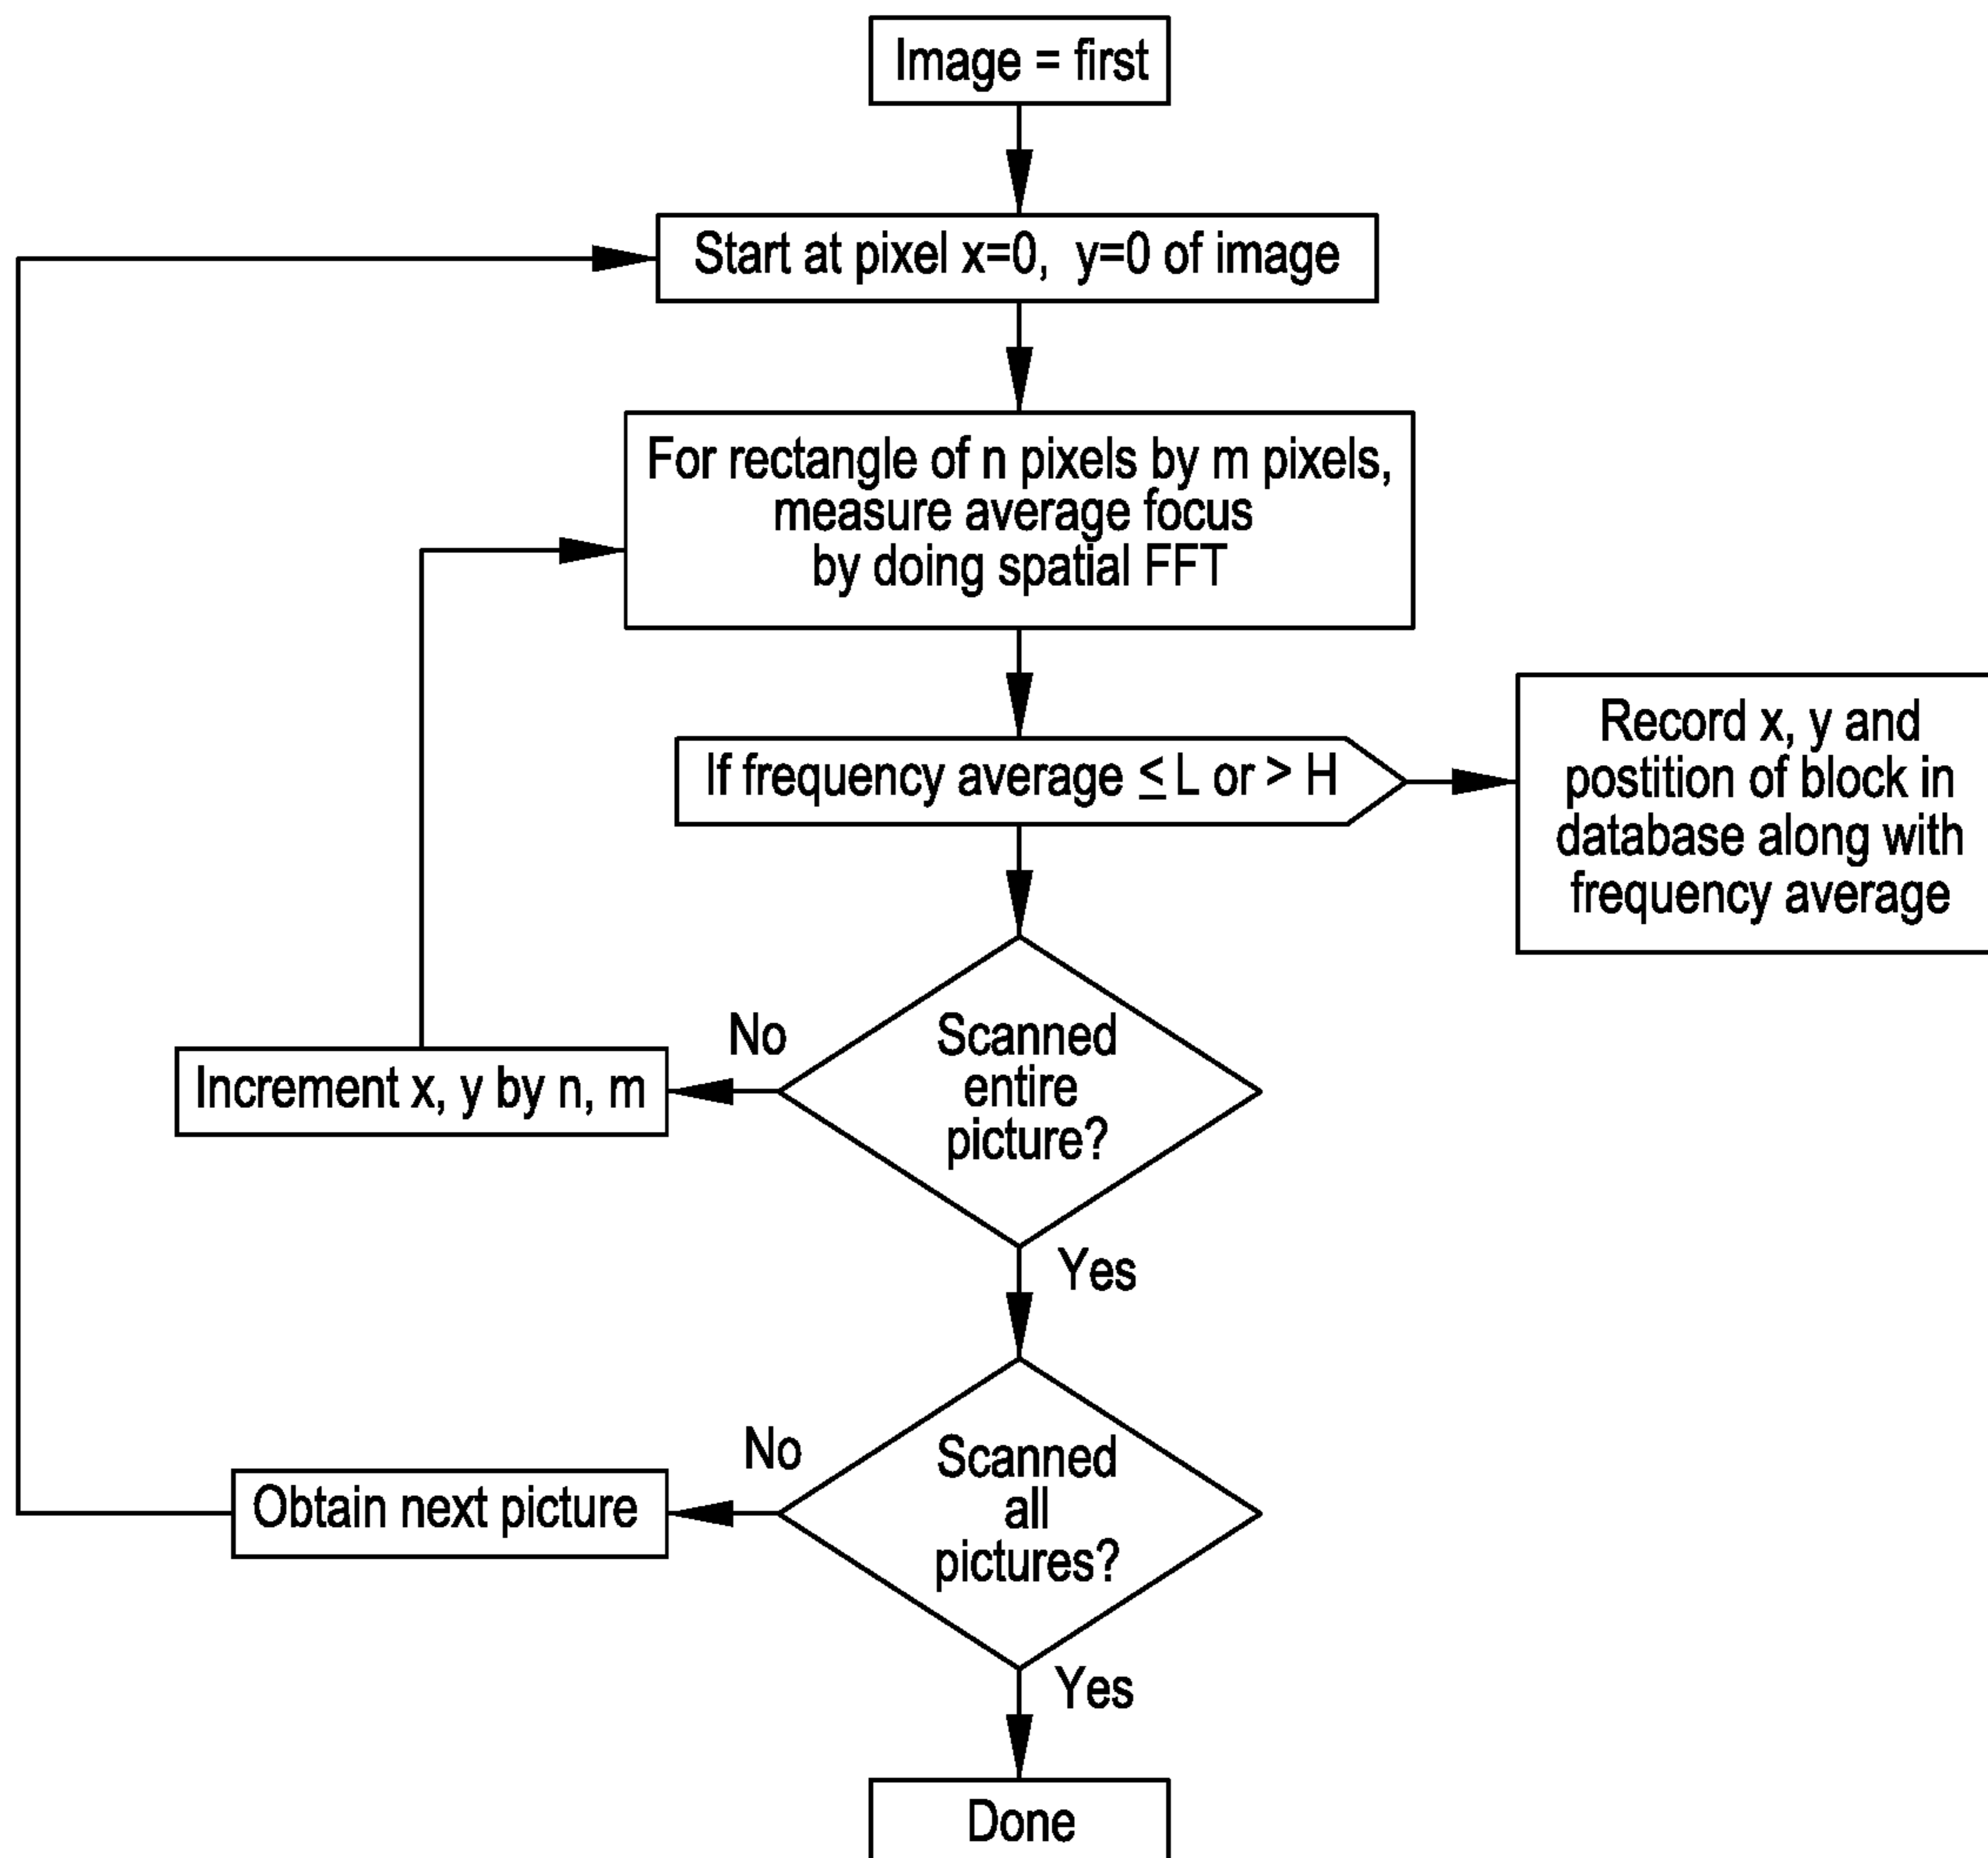 Image = first
Start at pixel x=0, y=0 of image
For rectangle of n pixels by m pixels,
measure average focus
by doing spatial FFT
If frequency average ≤ L or > H
Record x, y and
postition of block in
database along with
frequency average
Scanned
entire
picture?
No
Increment x, y by n, m
Yes
Scanned
all
pictures?
No
Obtain next picture
Yes
Done